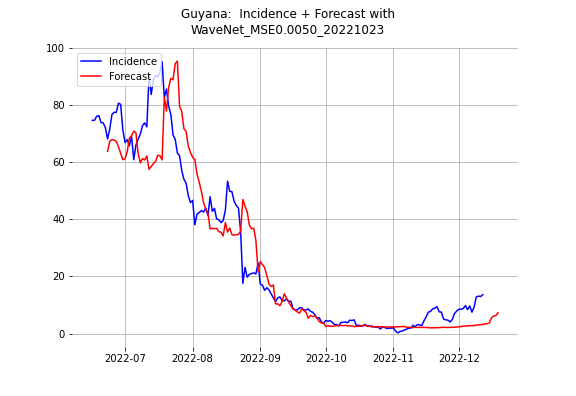 Guyana:  Incidence + Forecast with
WaveNet_MSE0.0050_20221023
Incidence
Forecast
100
80
60
40
20
0
2022-07 2022-08 2022-09 2022-10 2022-11 2022-12